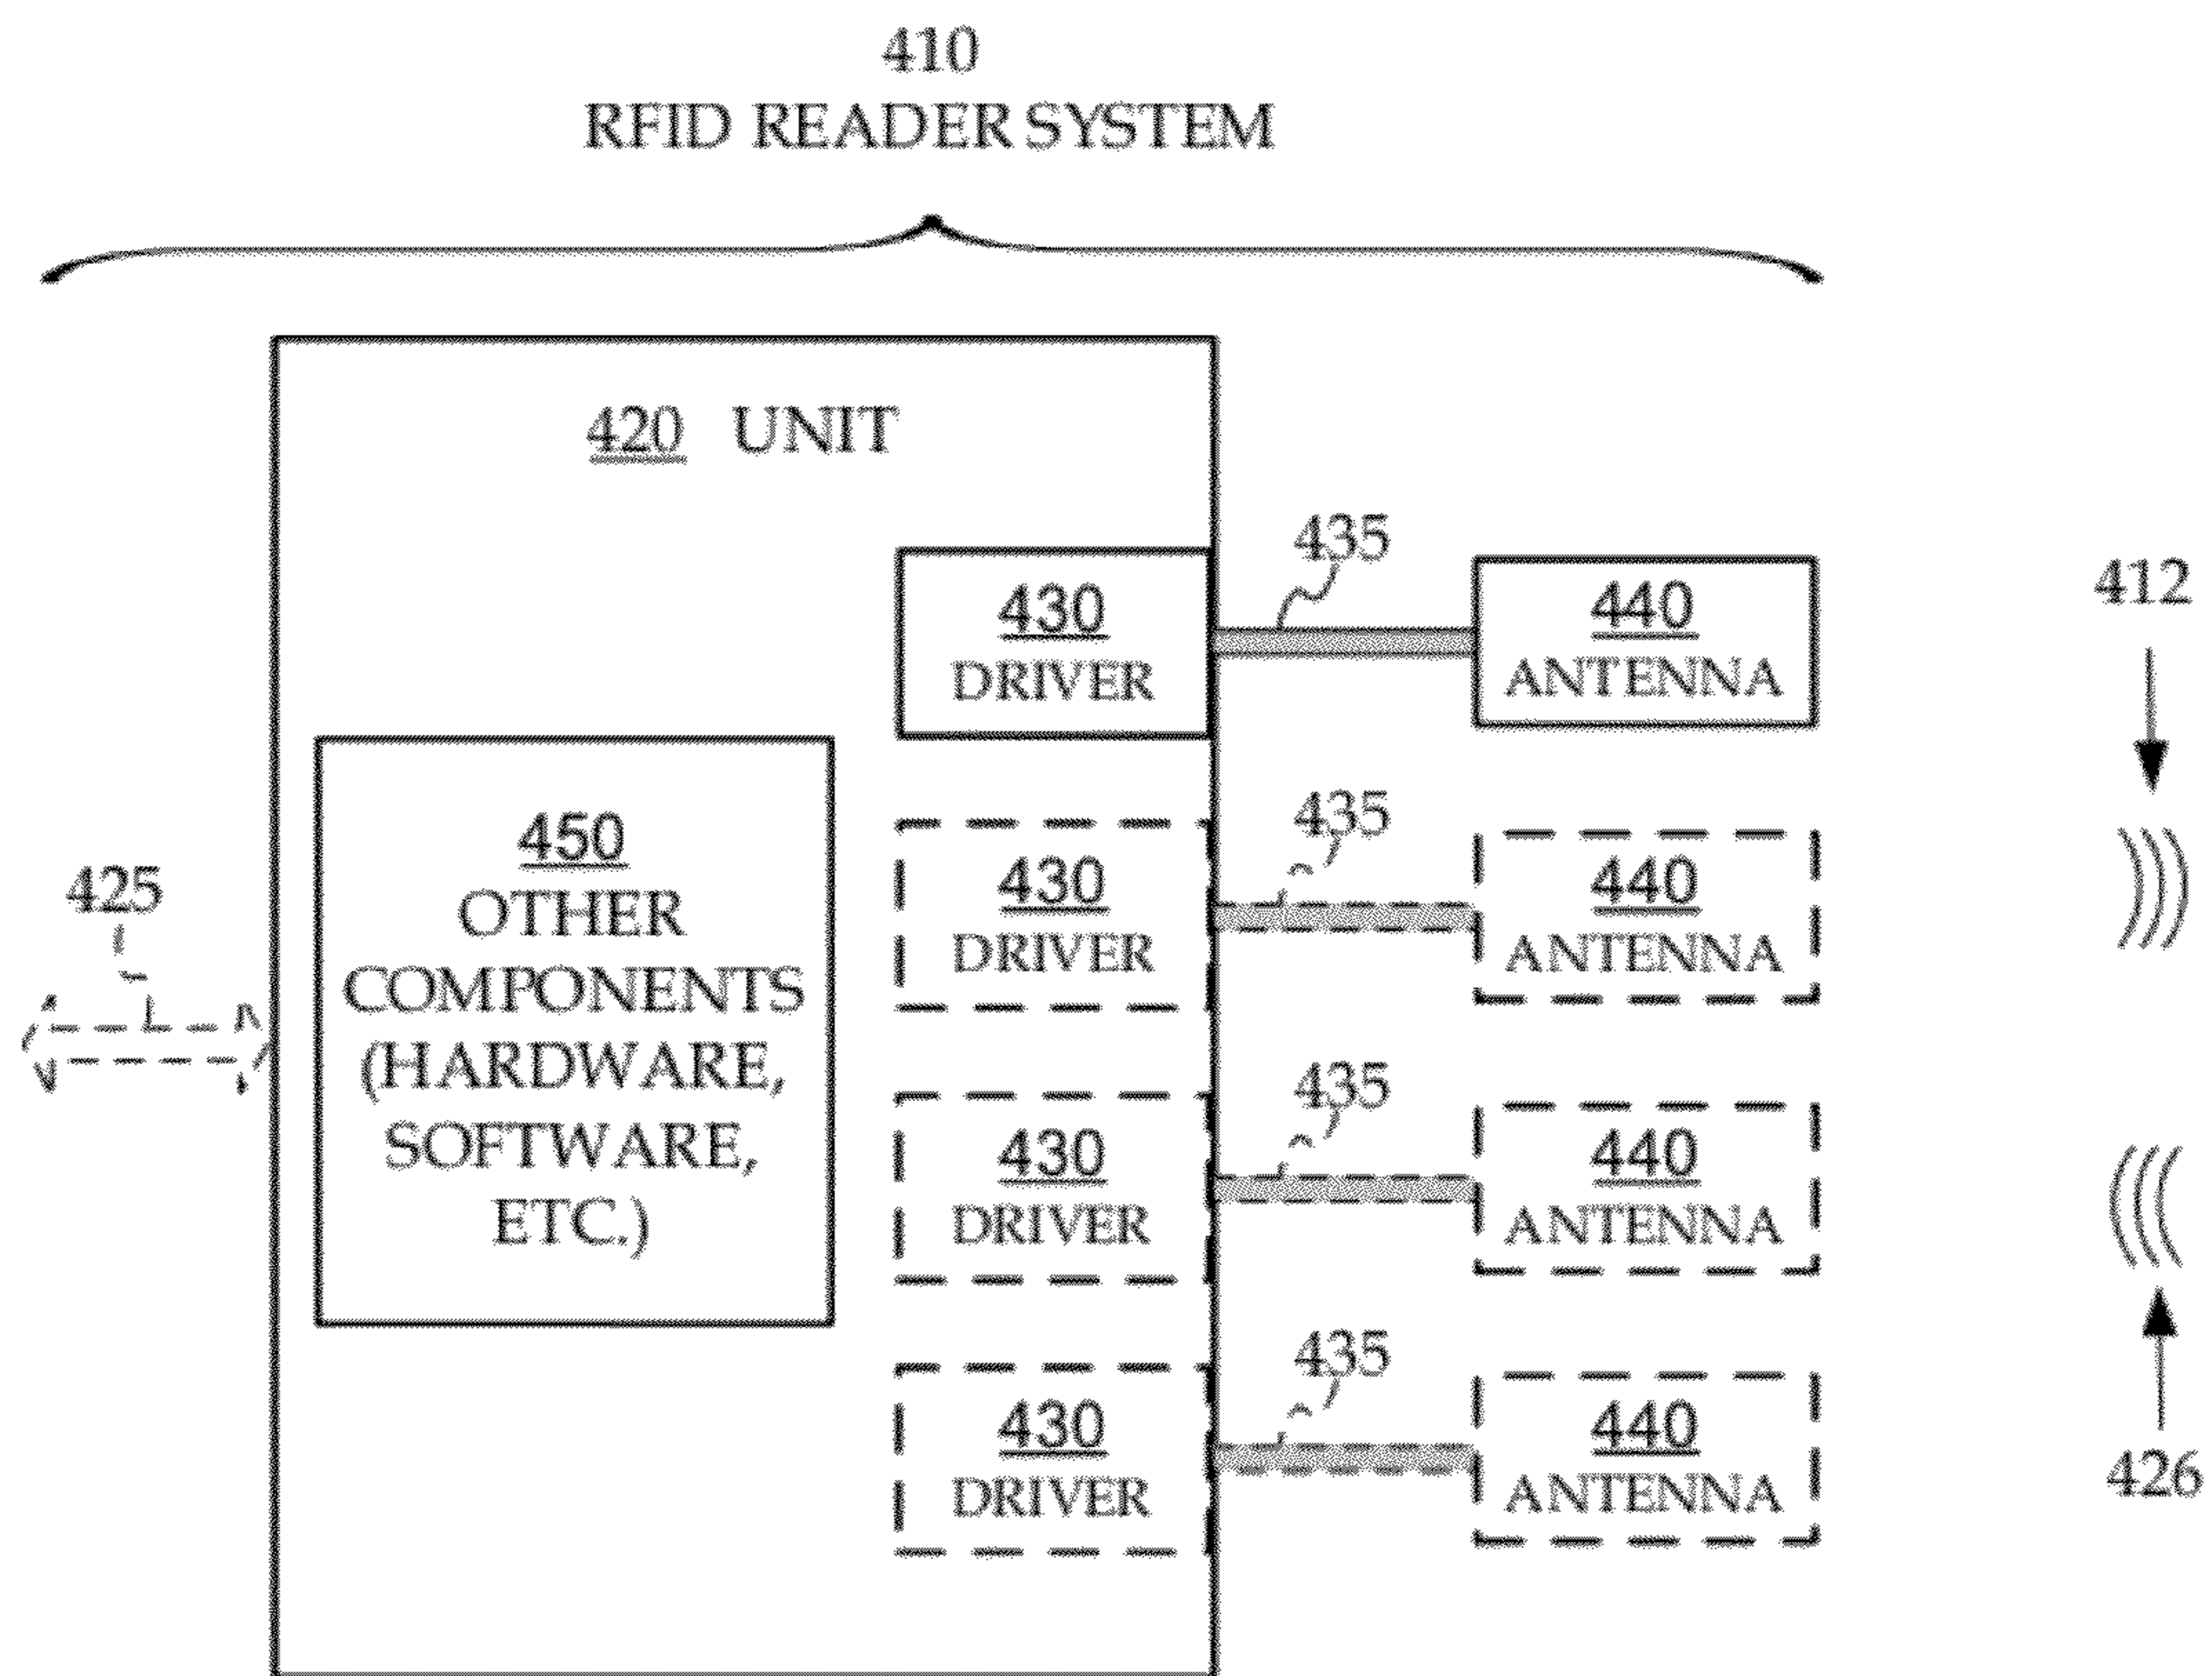 410
RFID READER SYSTEM
420 UNIT
435
430
DRIVER
440
ANTENNA
412
450
OTHER
COMPONENTS
(HARDWARE,
SOFTWARE,
ETC.)
425
435
430
DRIVER
440
ANTENNA
435
430
DRIVER
440
ANTENNA
435
430
DRIVER
440
ANTENNA
426